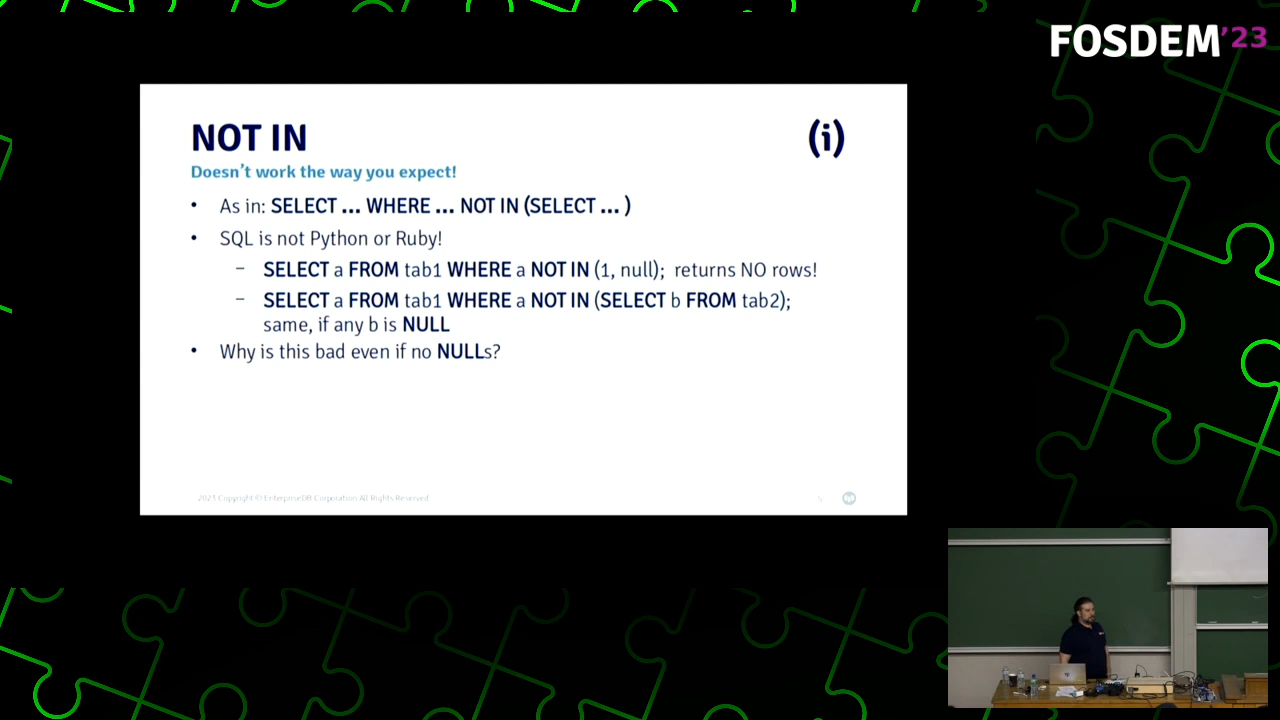 FOSDEM'23
NOT IN
(i)
Doesn't work the way you expect!
• As in: SELECT ... WHERE ... NOT IN (SELECT ... )
• SQL is not Python or Ruby!
– SELECT a FROM tab1 WHERE a NOT IN (1, null); returns NO rows!
– SELECT a FROM tab1 WHERE a NOT IN (SELECT b FROM tab2);
same, if any b is NULL
• Why is this bad even if no NULLs?
2023 Copyright © EnterpriseDB Corporation All Rights Reserved
5